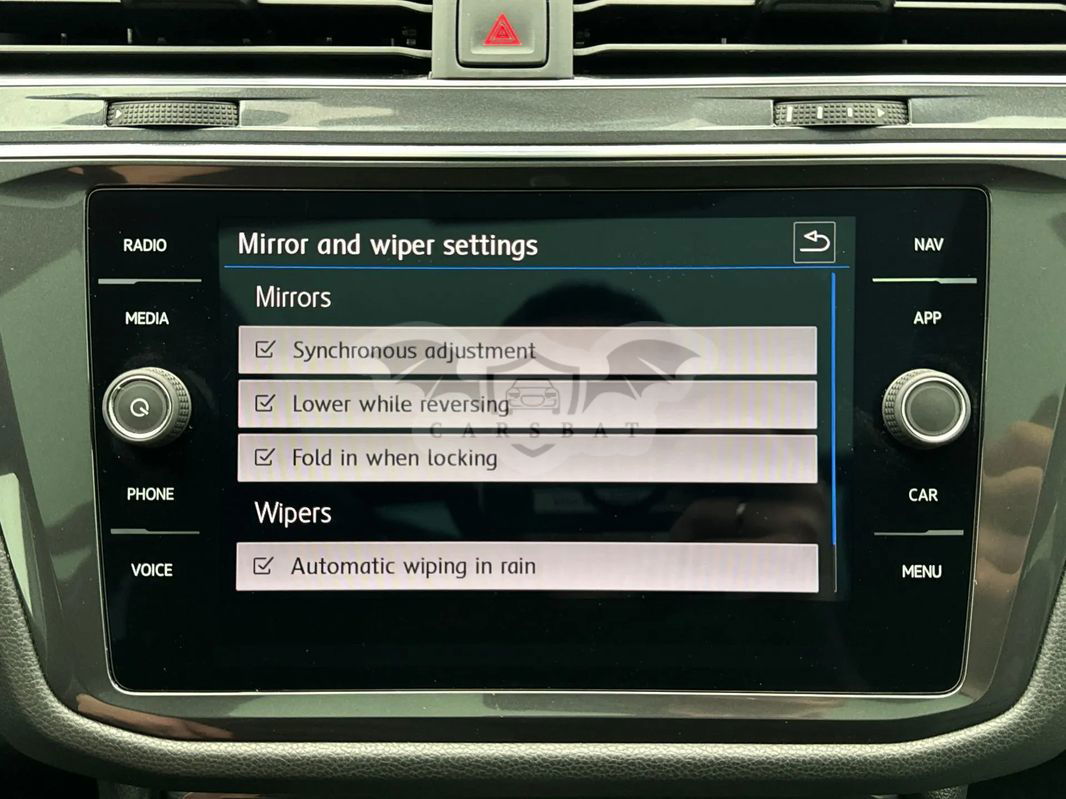 RADIO
Mirror and wiper settings
NAV
Mirrors
MEDIA
APP
Synchronous adjustment
Lower while reversing
CARSBAT
Fold in when locking
PHONE
CAR
Wipers
VOICE
Automatic wiping in rain
MENU